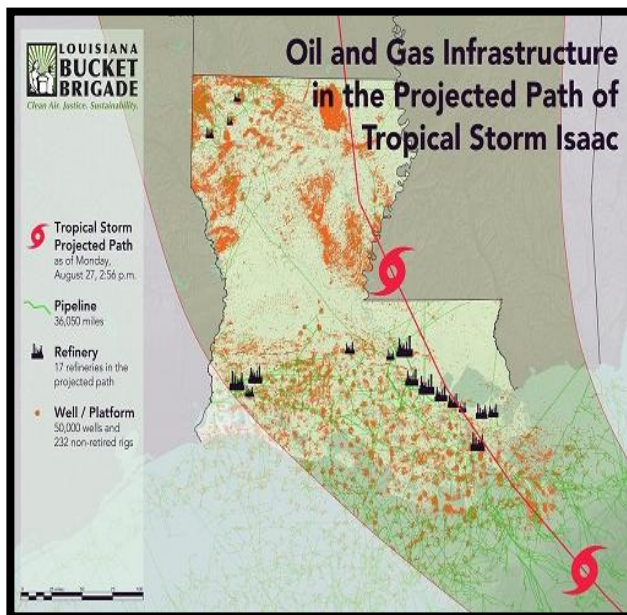 LOUISIANA
BUCKET
BRIGADE
Clean Air. Justice. Sustainability.
Oil and Gas Infrastructure
in the Projected Path of
Tropical Storm Isaac
Tropical Storm
Projected Path
as of Monday,
August 27, 2:56 p.m.
Pipeline
36,050 miles
Refinery
17 refineries in the
projected path
Well / Platform
50,000 wells and
232 non-retired rigs